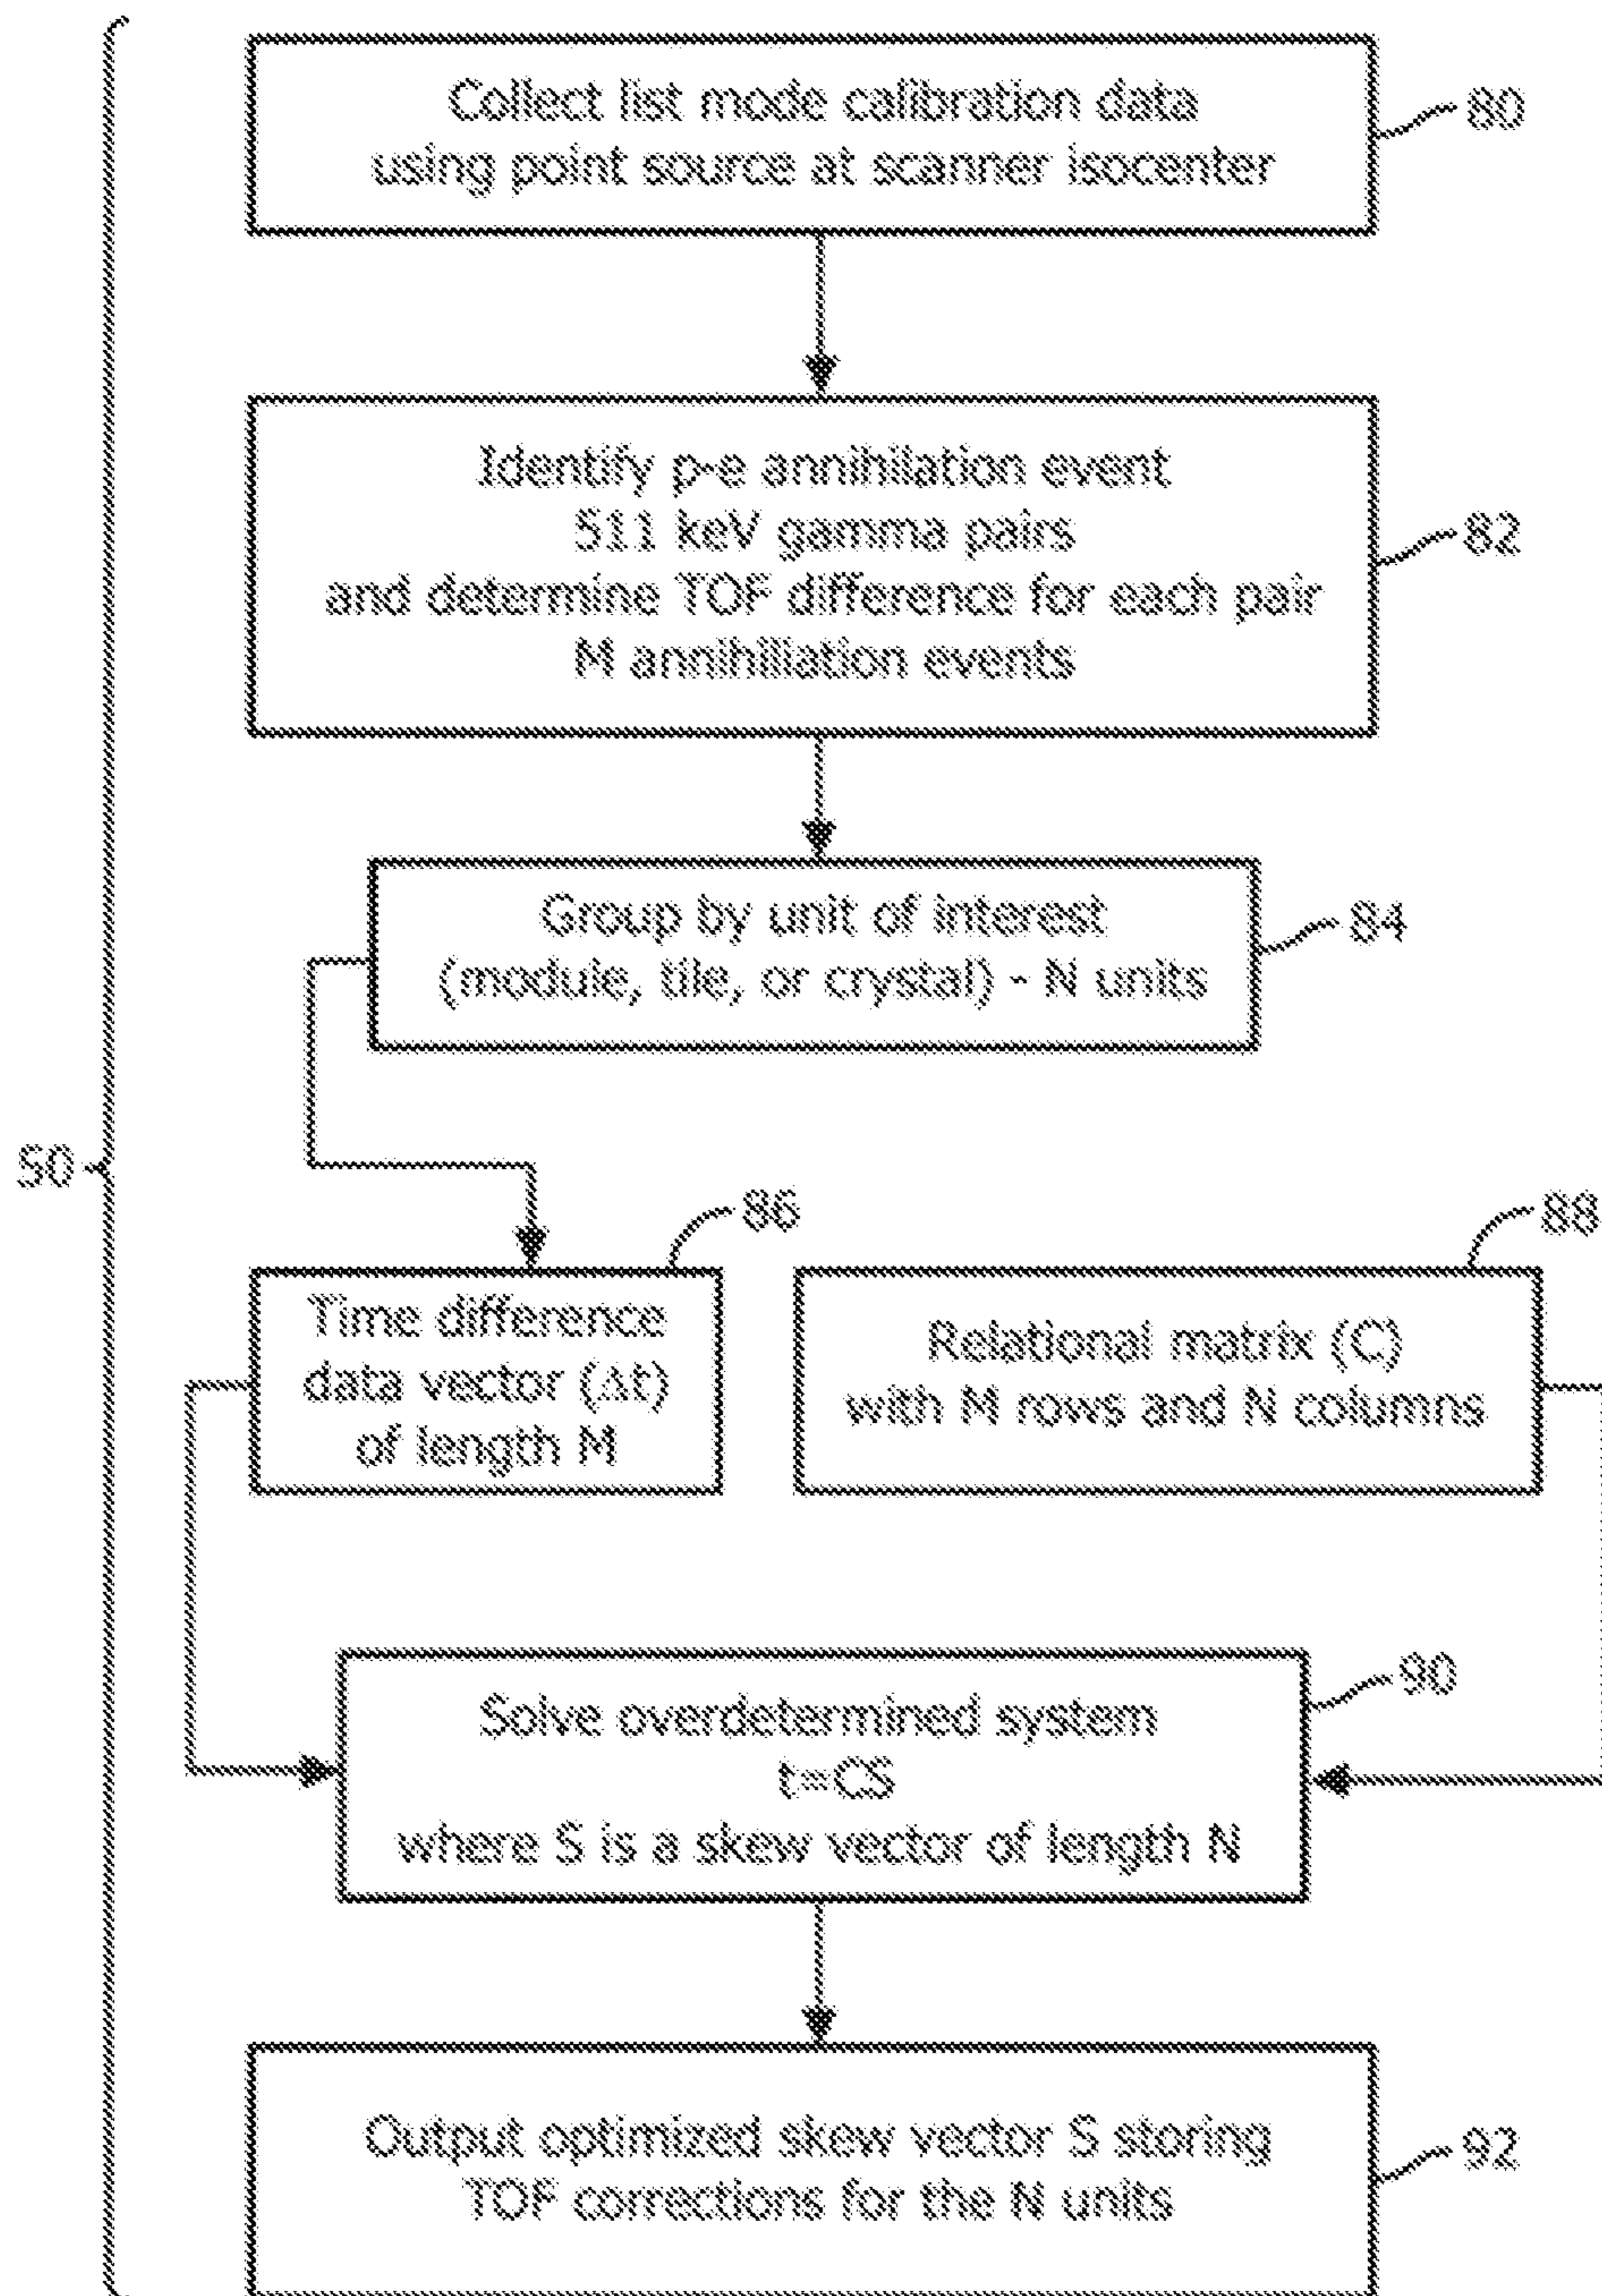 Collect list mode calibration data
using point source at scanner isocenter
80
Identify p-e annihilation event
511 keV gamma pairs
and determine TOF difference for each pair
M annihiliation events
82
Group by unit of interest
(module, tile, or crystal) - N units
84
50
86
88
Time difference
data vector (Δt)
of length M
Relational matrix (C)
with M rows and N columns
90
Solve overdetermined system
t=CS
where S is a skew vector of length N
Output optimized skew vector S storing
TOF corrections for the N units
92